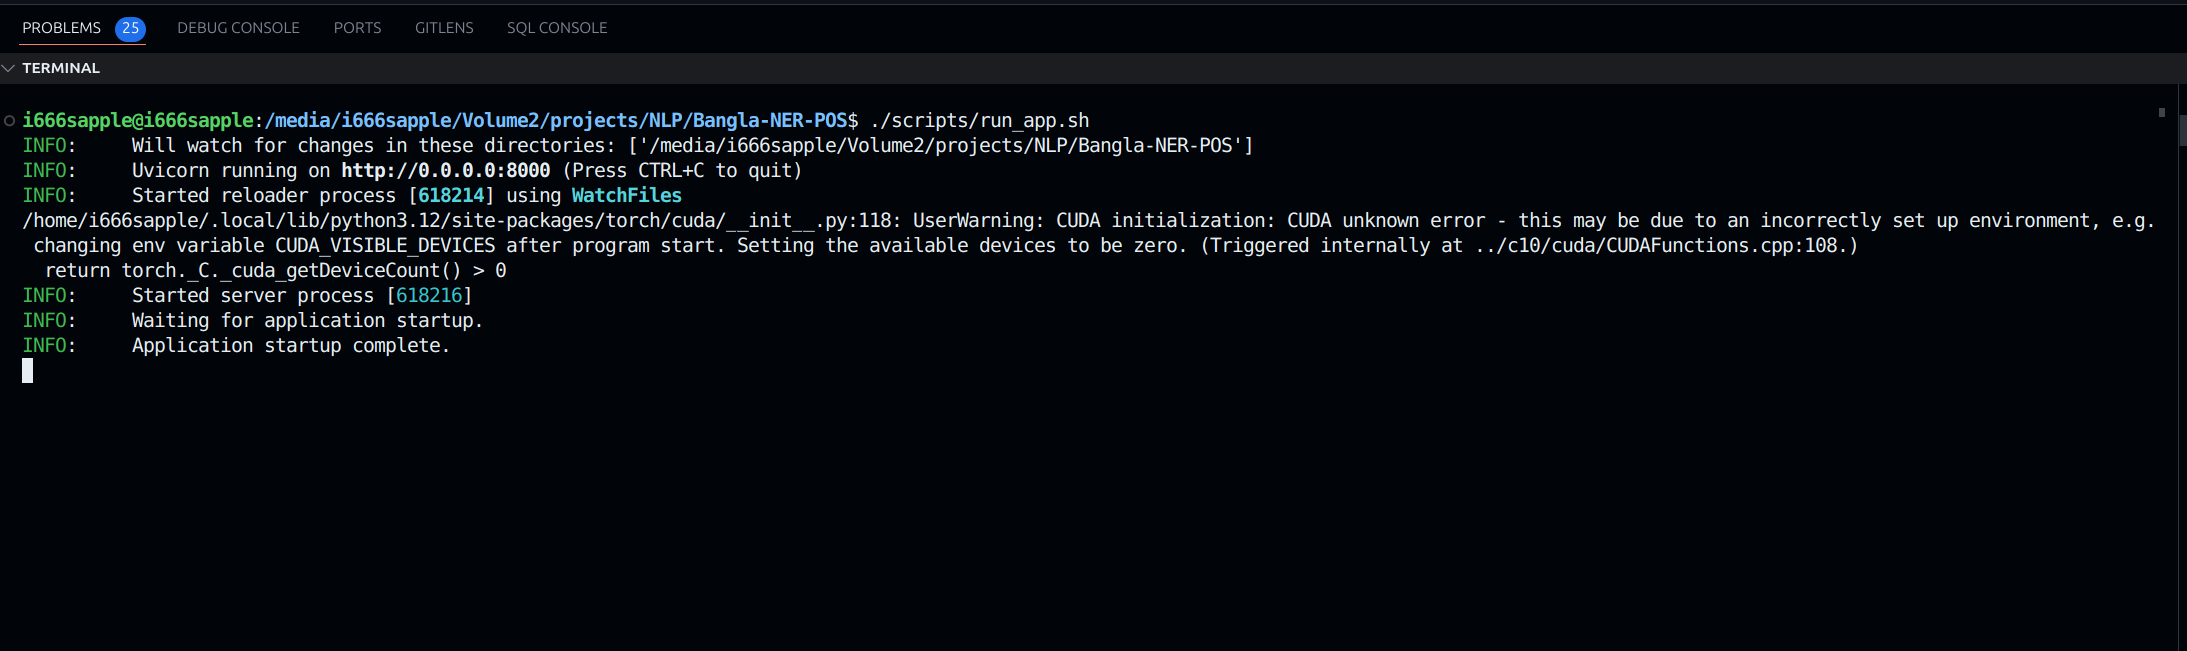 PROBLEMS 25 DEBUG CONSOLE PORTS GITLENS SQL CONSOLE
TERMINAL
i666sapple@i666sapple:/media/i666sapple/Volume2/projects/NLP/Bangla-NER-POS$ ./scripts/run_app.sh
INFO: Will watch for changes in these directories: ['/media/i666sapple/Volume2/projects/NLP/Bangla-NER-POS']
INFO: Uvicorn running on http://0.0.0.0:8000 (Press CTRL+C to quit)
INFO: Started reloader process [618214] using WatchFiles
/home/i666sapple/.local/lib/python3.12/site-packages/torch/cuda/__init__.py:118: UserWarning: CUDA initialization: CUDA unknown error - this may be due to an incorrectly set up environment, e.g.
changing env variable CUDA_VISIBLE_DEVICES after program start. Setting the available devices to be zero. (Triggered internally at ../c10/cuda/CUDAFunctions.cpp:108.)
return torch._C._cuda_getDeviceCount() > 0
INFO: Started server process [618216]
INFO: Waiting for application startup.
INFO: Application startup complete.